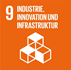 9 INDUSTRIE,
INNOVATION UND
INFRASTRUKTUR